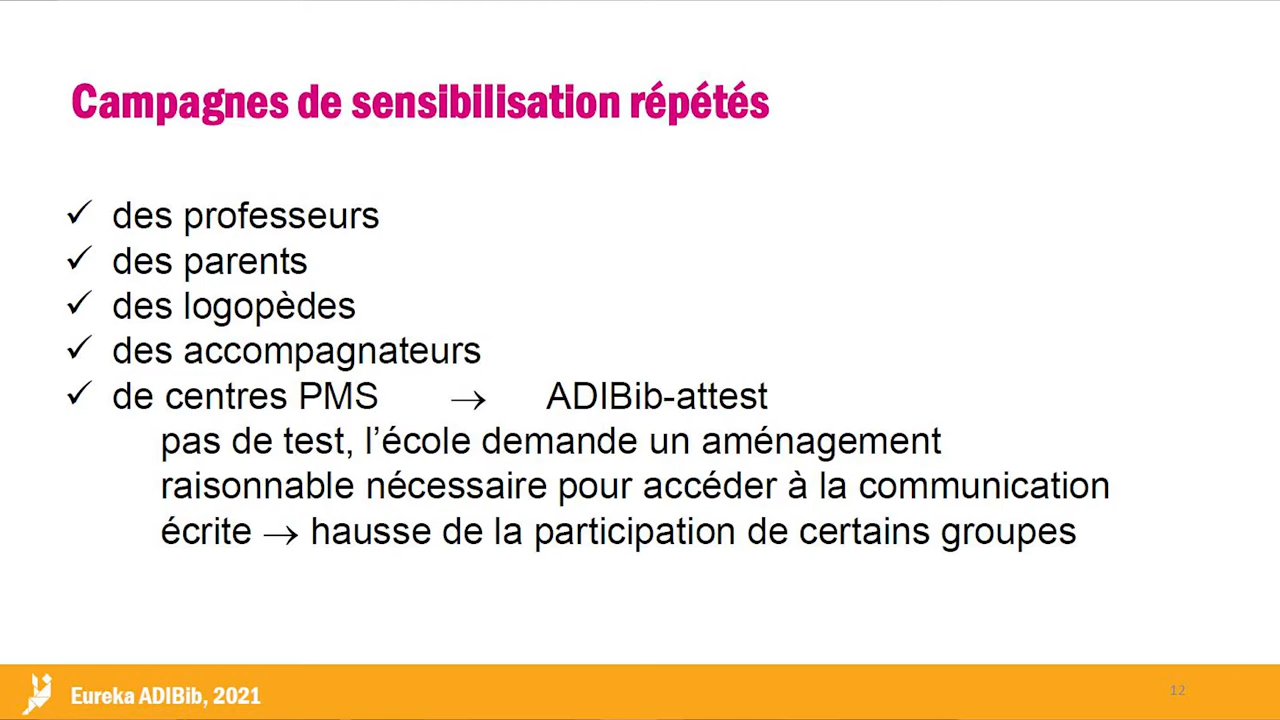 Campagnes de sensibilisation répétés
✓ des professeurs
✓ des parents
✓ des logopèdes
✓ des accompagnateurs
✓ de centres PMS → ADIBib-attest
pas de test, l’école demande un aménagement
raisonnable nécessaire pour accéder à la communication
écrite → hausse de la participation de certains groupes
Eureka ADIBib, 2021
12